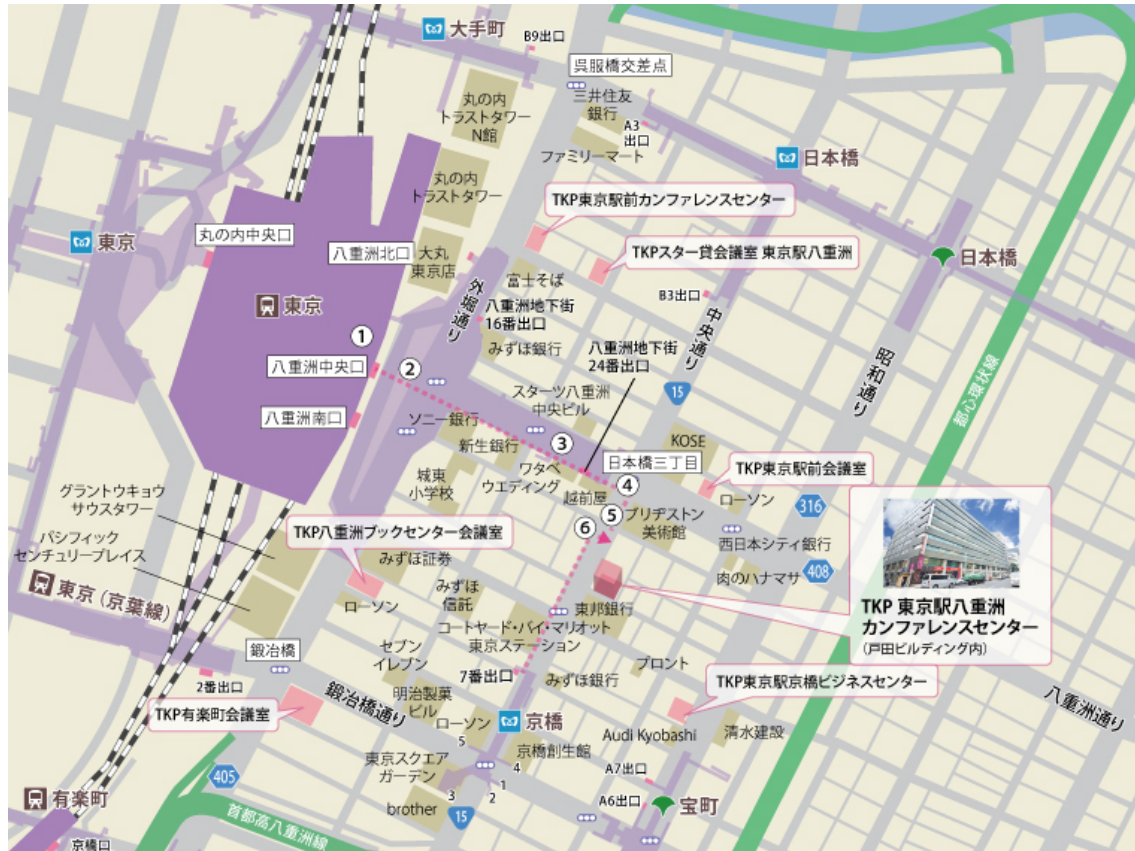 大手町
B9出口
呉服橋交差点
丸の内
トラストタワー
N館
三井住友
銀行
A3
出口
ファミリーマート
日本橋
丸の内
トラストタワー
TKP東京駅前カンファレンスセンター
東京
丸の内中央口
八重洲北口
大丸
東京店
TKPスター貸会議室 東京駅八重洲
日本橋
富士そば
外堀通り
B3出口
中央通り
東京
八重洲地下街
16番出口
みずほ銀行
八重洲地下街
24番出口
昭和通り
都心環状線
①
八重洲中央口
②
スターツ八重洲
中央ビル
15
八重洲南口
ソニー銀行
新生銀行
③
KOSE
日本橋三丁目
ワタベ
ウエディング
TKP東京駅前会議室
城東
小学校
④
越前屋
ローソン
316
グラントウキョウ
サウスタワー
⑤
⑥
ブリヂストン
美術館
TKP八重洲ブックセンター会議室
パシフィック
センチュリープレイス
西日本シティ銀行
みずほ証券
肉のハナマサ
408
東京(京葉線)
ローソン
みずほ
信託
東邦銀行
TKP 東京駅八重洲
カンファレンスセンター
(戸田ビルディング内)
コートヤード・バイ・マリオット
東京ステーション
鍛冶橋
セブン
イレブン
プロント
7番出口
みずほ銀行
2番出口
鍛冶橋通り
TKP東京駅京橋ビジネスセンター
八重洲通り
TKP有楽町会議室
明治製菓
ビル
ローソン
京橋
清水建設
Audi Kyobashi
5
京橋創生館
東京スクエア
ガーデン
4
A7出口
405
1
有楽町
3
2
A6出口
宝町
brother
15
首都高八重洲線
京橋口